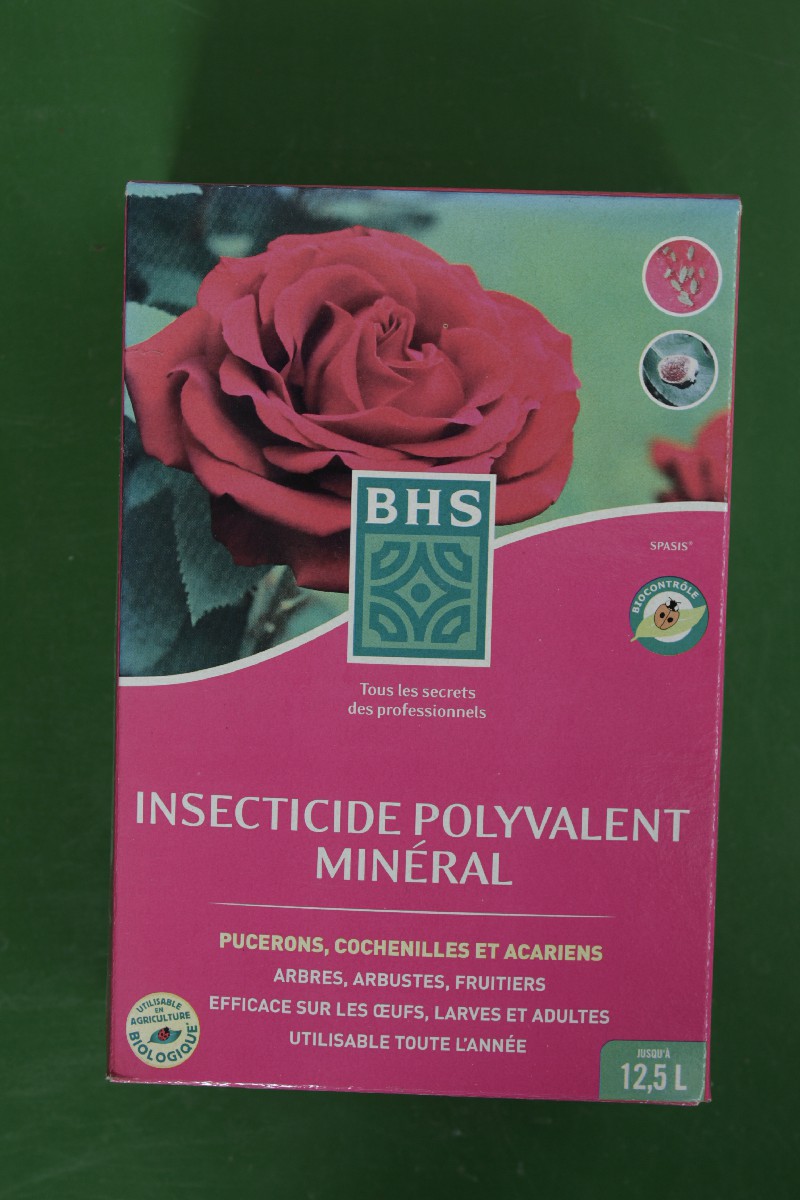 BHS
SPASIS®
BIOCONTRÔLE
Tous les secrets
des professionnels
INSECTICIDE POLYVALENT
MINÉRAL
PUCERONS, COCHENILLES ET ACARIENS
ARBRES, ARBUSTES, FRUITIERS
EFFICACE SUR LES ŒUFS, LARVES ET ADULTES
UTILISABLE TOUTE L'ANNÉE
UTILISABLE
EN
AGRICULTURE
BIOLOGIQUE
JUSQU'À
12,5 L